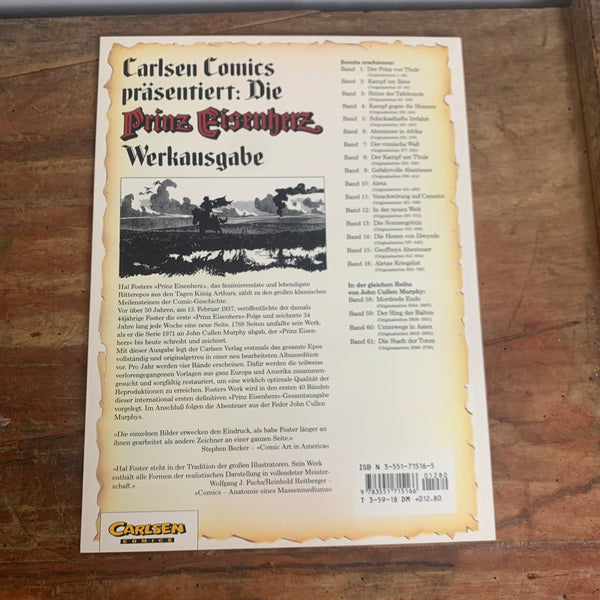 Carlsen Comics
präsentiert: Die
Prinz Eisenherz
Werkausgabe
Hal Fosters »Prinz Eisenherz«, das faszinierendste und lebendigste
Ritterepos aus den Tagen König Arthurs, zählt zu den großen klassischen
Meilensteinen der Comic-Geschichte.
Vor über 50 Jahren, am 13. Februar 1937, veröffentlichte der damals
44jährige Foster die erste »Prinz Eisenherz«-Folge und zeichnete 34
Jahre lang jede Woche eine neue Seite. 1788 Seiten umfaßte sein Werk,
als er die Serie 1971 an John Cullen Murphy abgab, der »Prinz Eisen-
herz« bis heute schreibt und zeichnet.
Mit dieser Ausgabe legt der Carlsen Verlag erstmals das gesamte Epos
vollständig und originalgetreu in einer neu bearbeiteten Albumedition
vor. Pro Jahr werden vier Bände erscheinen. Dafür werden die teilweise
verlorengegangenen Vorlagen aus ganz Europa und Amerika zusammen-
gesucht und sorgfältig restauriert, um eine wirklich optimale Qualität der
Reproduktionen zu erreichen. Fosters Werk wird in den ersten 40 Bänden
dieser international ersten definitiven »Prinz Eisenherz«-Gesamtausgabe
vorgelegt. Im Anschluß folgen die Abenteuer aus der Feder John Cullen
Murphys.
»Die einzelnen Bilder erwecken den Eindruck, als habe Foster länger an
ihnen gearbeitet als andere Zeichner an einer ganzen Seite.«
Stephen Becker – »Comic Art in America«
»Hal Foster steht in der Tradition der großen Illustratoren. Sein Werk
enthält alle Formen der realistischen Darstellung in vollendeter Meister-
schaft.«
Wolfgang J. Fuchs/Reinhold Reitberger –
»Comics – Anatomie eines Massenmediums«
CARLSEN
COMICS
Bereits erschienen:
Band 1: Der Prinz von Thule
Band 2: Kampf um Sens
Band 3: Ritter der Tafelrunde
Band 4: Kampf gegen die Hunnen
Band 5: Schicksalhafte Irrfahrt
Band 6: Abenteuer in Afrika
Band 7: Der römische Wall
Band 8: Der Kampf um Thule
Band 9: Gefahrvolle Abenteuer
Band 10: Aleta
Band 11: Verschwörung auf Camelot
Band 12: In der neuen Welt
Band 13: Die Sonnengöttin
Band 14: Die Hexen von
Band 15: Geoffreys Abenteuer
Band 16: Aletas Kriegslist
In der gleichen Reihe
von John Cullen Murphy:
Band 58: Mordreds Ende
Band 59: Der Ring der Balten
Band 60: Unterwegs in Asien
Band 61: Die Stadt der Toten
ISBN 3-551-71516-5
01280
9 783551 715166
T 3-59-18 DM +012.80